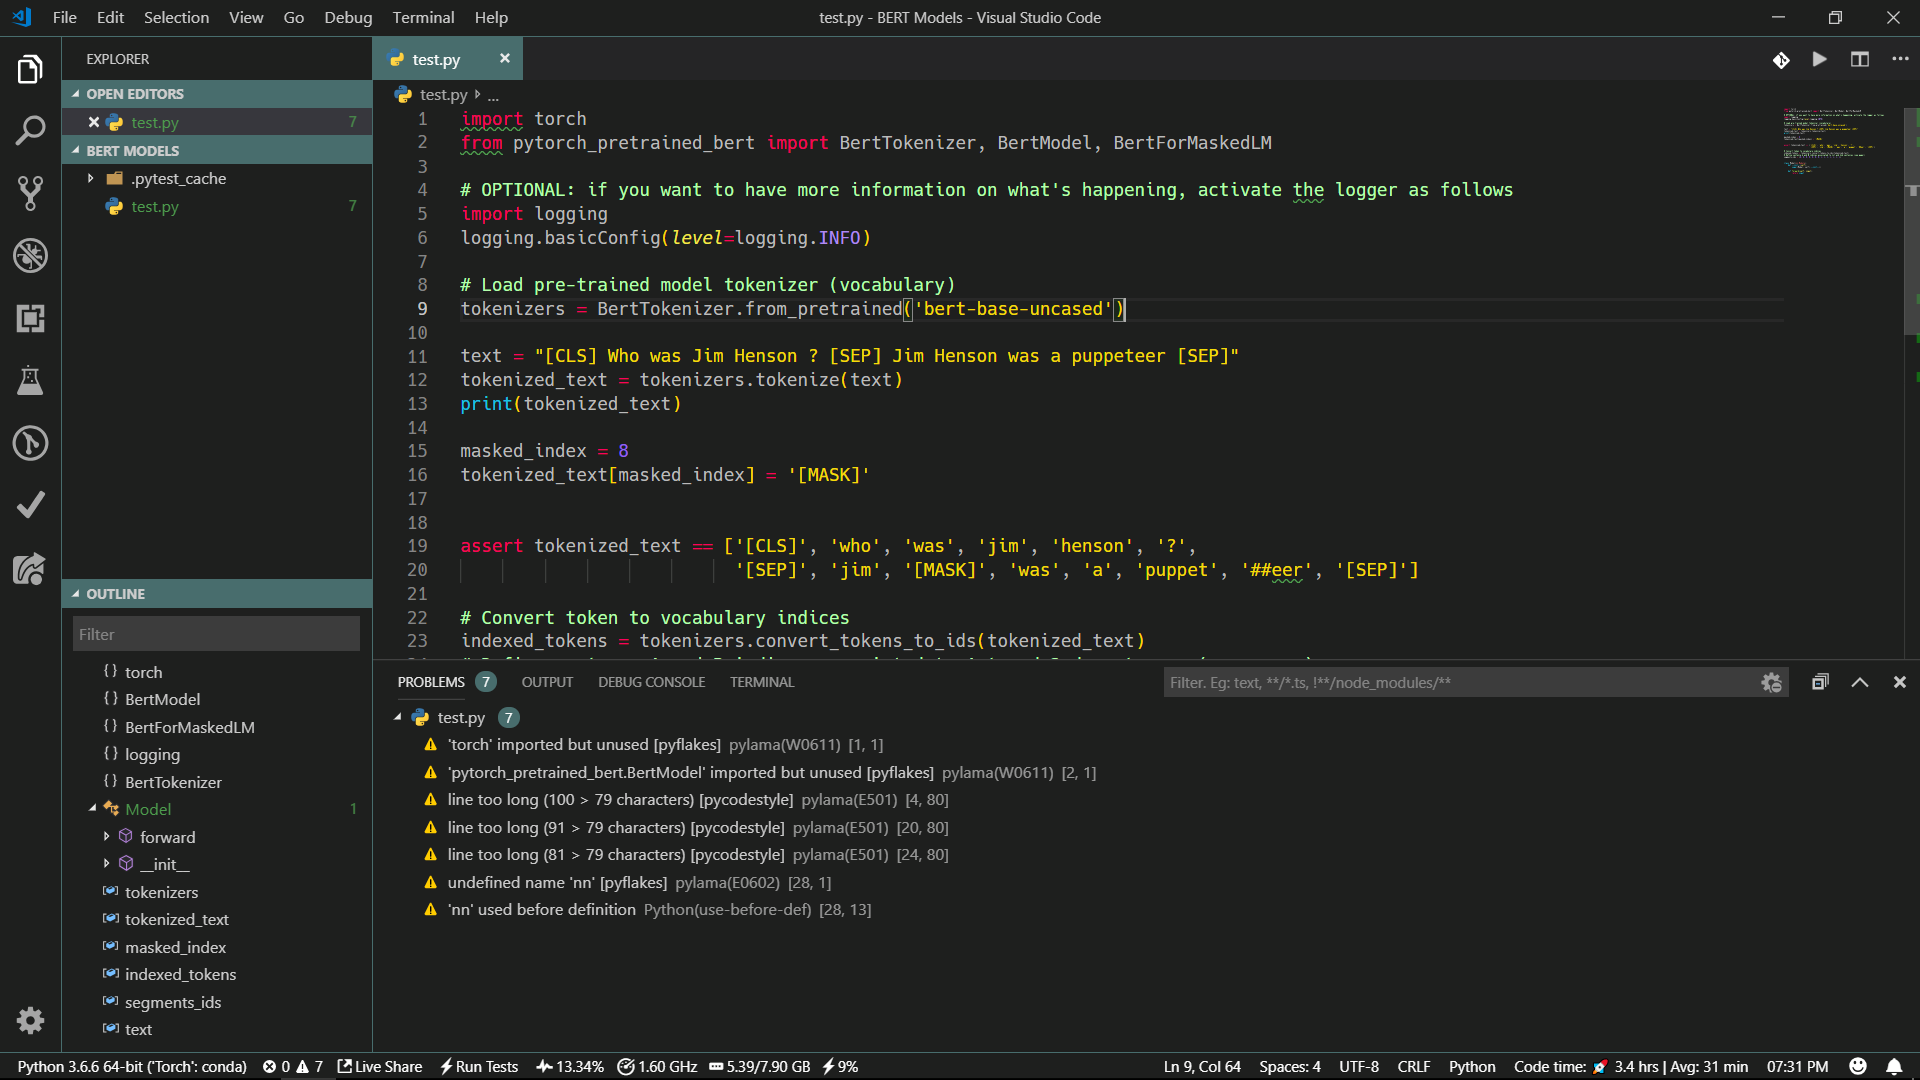 File Edit Selection View Go Debug Terminal Help
test.py - BERT Models - Visual Studio Code
EXPLORER
OPEN EDITORS
test.py 7
BERT MODELS
.pytest_cache
test.py 7
OUTLINE
Filter
torch
BertModel
BertForMaskedLM
logging
BertTokenizer
Model 1
forward
__init__
tokenizers
tokenized_text
masked_index
indexed_tokens
segments_ids
text
test.py
test.py ...
1 import torch
2 from pytorch_pretrained_bert import BertTokenizer, BertModel, BertForMaskedLM
3
4 # OPTIONAL: if you want to have more information on what's happening, activate the logger as follows
5 import logging
6 logging.basicConfig(level=logging.INFO)
7
8 # Load pre-trained model tokenizer (vocabulary)
9 tokenizers = BertTokenizer.from_pretrained('bert-base-uncased')
10
11 text = "[CLS] Who was Jim Henson ? [SEP] Jim Henson was a puppeteer [SEP]"
12 tokenized_text = tokenizers.tokenize(text)
13 print(tokenized_text)
14
15 masked_index = 8
16 tokenized_text[masked_index] = '[MASK]'
17
18
19 assert tokenized_text == ['[CLS]', 'who', 'was', 'jim', 'henson', '?',
20 '[SEP]', 'jim', '[MASK]', 'was', 'a', 'puppet', '##eer', '[SEP]']
21
22 # Convert token to vocabulary indices
23 indexed_tokens = tokenizers.convert_tokens_to_ids(tokenized_text)
PROBLEMS 7 OUTPUT DEBUG CONSOLE TERMINAL
Filter. Eg: text, **/*.ts, !**/node_modules/**
test.py 7
'torch' imported but unused [pyflakes] pylama(W0611) [1, 1]
'pytorch_pretrained_bert.BertModel' imported but unused [pyflakes] pylama(W0611) [2, 1]
line too long (100 > 79 characters) [pycodestyle] pylama(E501) [4, 80]
line too long (91 > 79 characters) [pycodestyle] pylama(E501) [20, 80]
line too long (81 > 79 characters) [pycodestyle] pylama(E501) [24, 80]
undefined name 'nn' [pyflakes] pylama(E0602) [28, 1]
'nn' used before definition Python(use-before-def) [28, 13]
Python 3.6.6 64-bit ('Torch': conda) 0 7 Live Share Run Tests 13.34% 1.60 GHz 5.39/7.90 GB 9% Ln 9, Col 64 Spaces: 4 UTF-8 CRLF Python Code time: 3.4 hrs | Avg: 31 min 07:31 PM